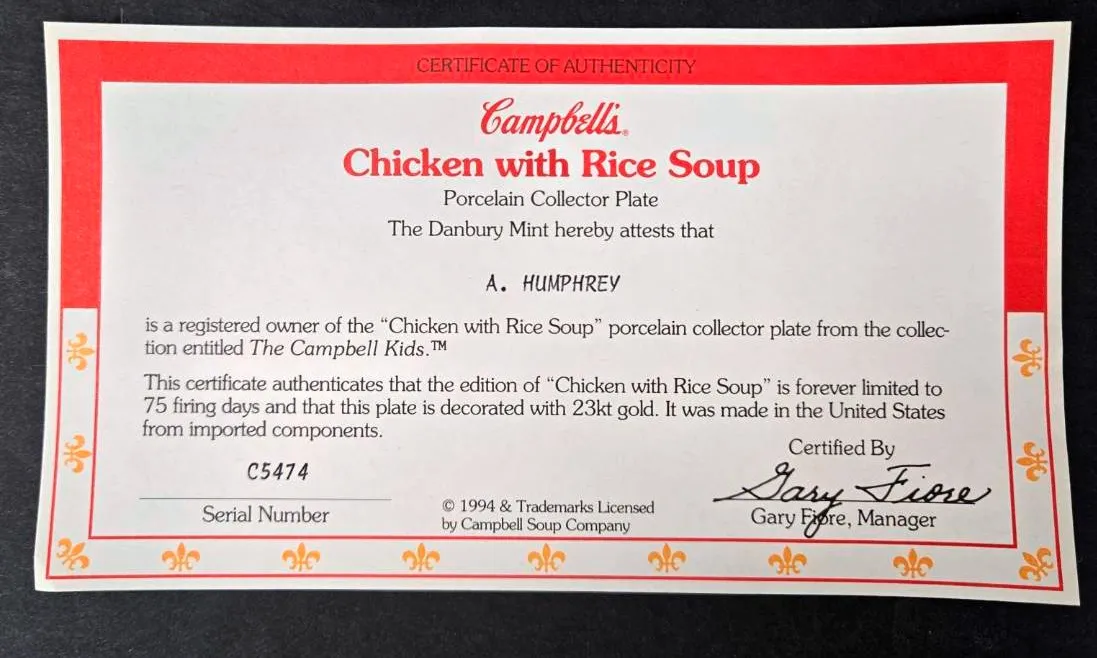 CERTIFICATE OF AUTHENTICITY
Campbell's®
Chicken with Rice Soup
Porcelain Collector Plate
The Danbury Mint hereby attests that
A. HUMPHREY
is a registered owner of the “Chicken with Rice Soup” porcelain collector plate from the collec-
tion entitled The Campbell Kids.™
This certificate authenticates that the edition of “Chicken with Rice Soup” is forever limited to
75 firing days and that this plate is decorated with 23kt gold. It was made in the United States
from imported components.
Certified By
C5474
Gary Fiore
Serial Number
© 1994 & Trademarks Licensed
by Campbell Soup Company
Gary Fiore, Manager